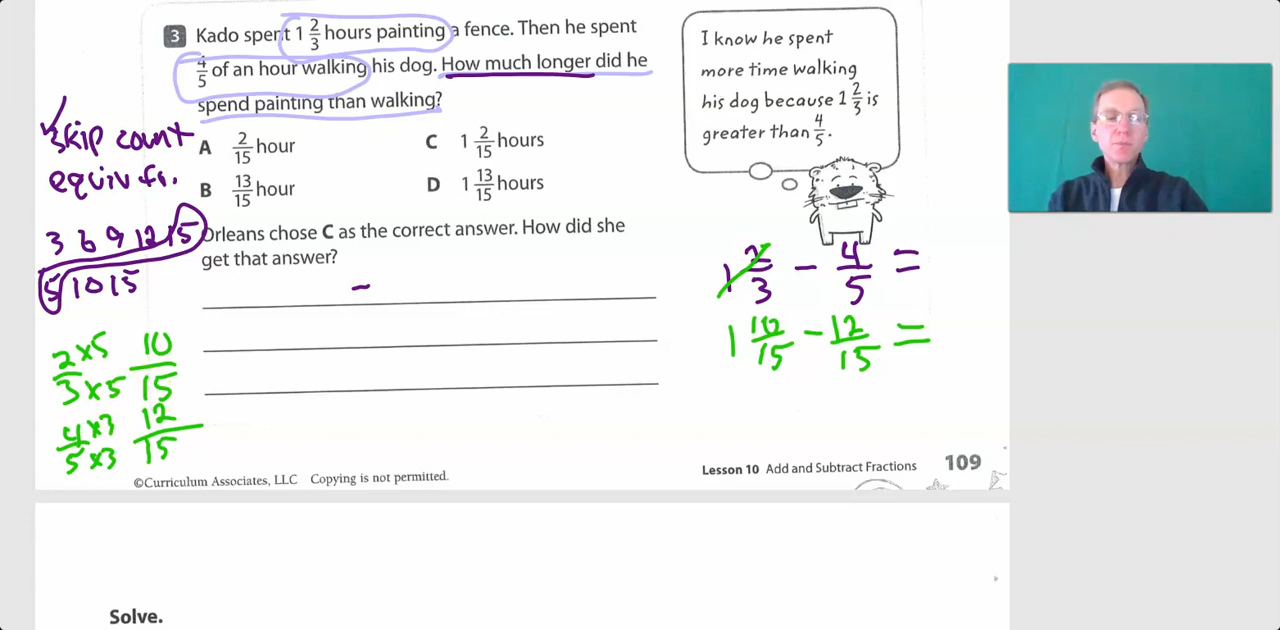 3 Kado spent 1 2/3 hours painting a fence. Then he spent
4/5 of an hour walking his dog. How much longer did he
spend painting than walking?
A 2/15 hour
B 13/15 hour
C 1 2/15 hours
D 1 13/15 hours
Orleans chose C as the correct answer. How did she
get that answer?
I know he spent
more time walking
his dog because 1 2/3 is
greater than 4/5.
skip count
equiv fr.
3 6 9 12 15
5 10 15
2/3 ×5 ×5 10/15
4/5 ×3 ×3 12/15
1 2/3 - 4/5 =
1 10/15 - 12/15 =
-
©Curriculum Associates, LLC Copying is not permitted.
Lesson 10 Add and Subtract Fractions 109
Solve.